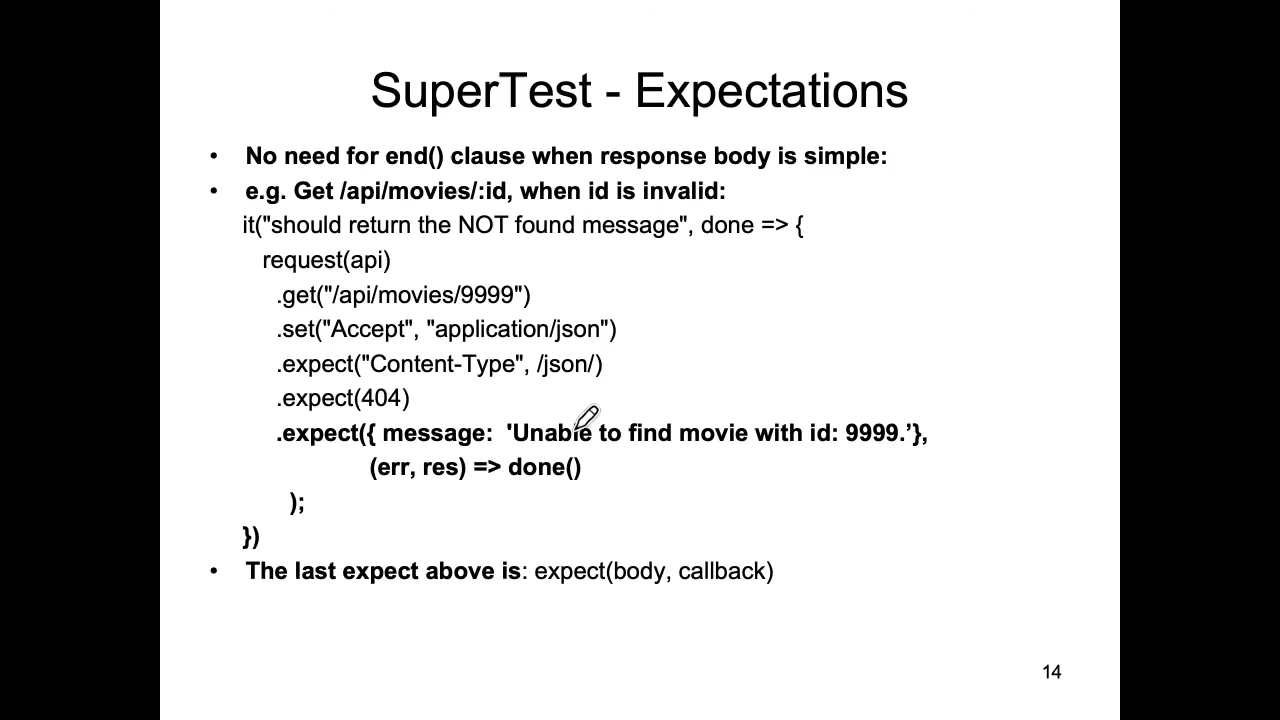 SuperTest - Expectations
• No need for end() clause when response body is simple:
• e.g. Get /api/movies/:id, when id is invalid:
it("should return the NOT found message", done => {
request(api)
.get("/api/movies/9999")
.set("Accept", "application/json")
.expect("Content-Type", /json/)
.expect(404)
.expect({ message:  'Unable to find movie with id: 9999.’},
(err, res) => done()
);
})
• The last expect above is: expect(body, callback)
14